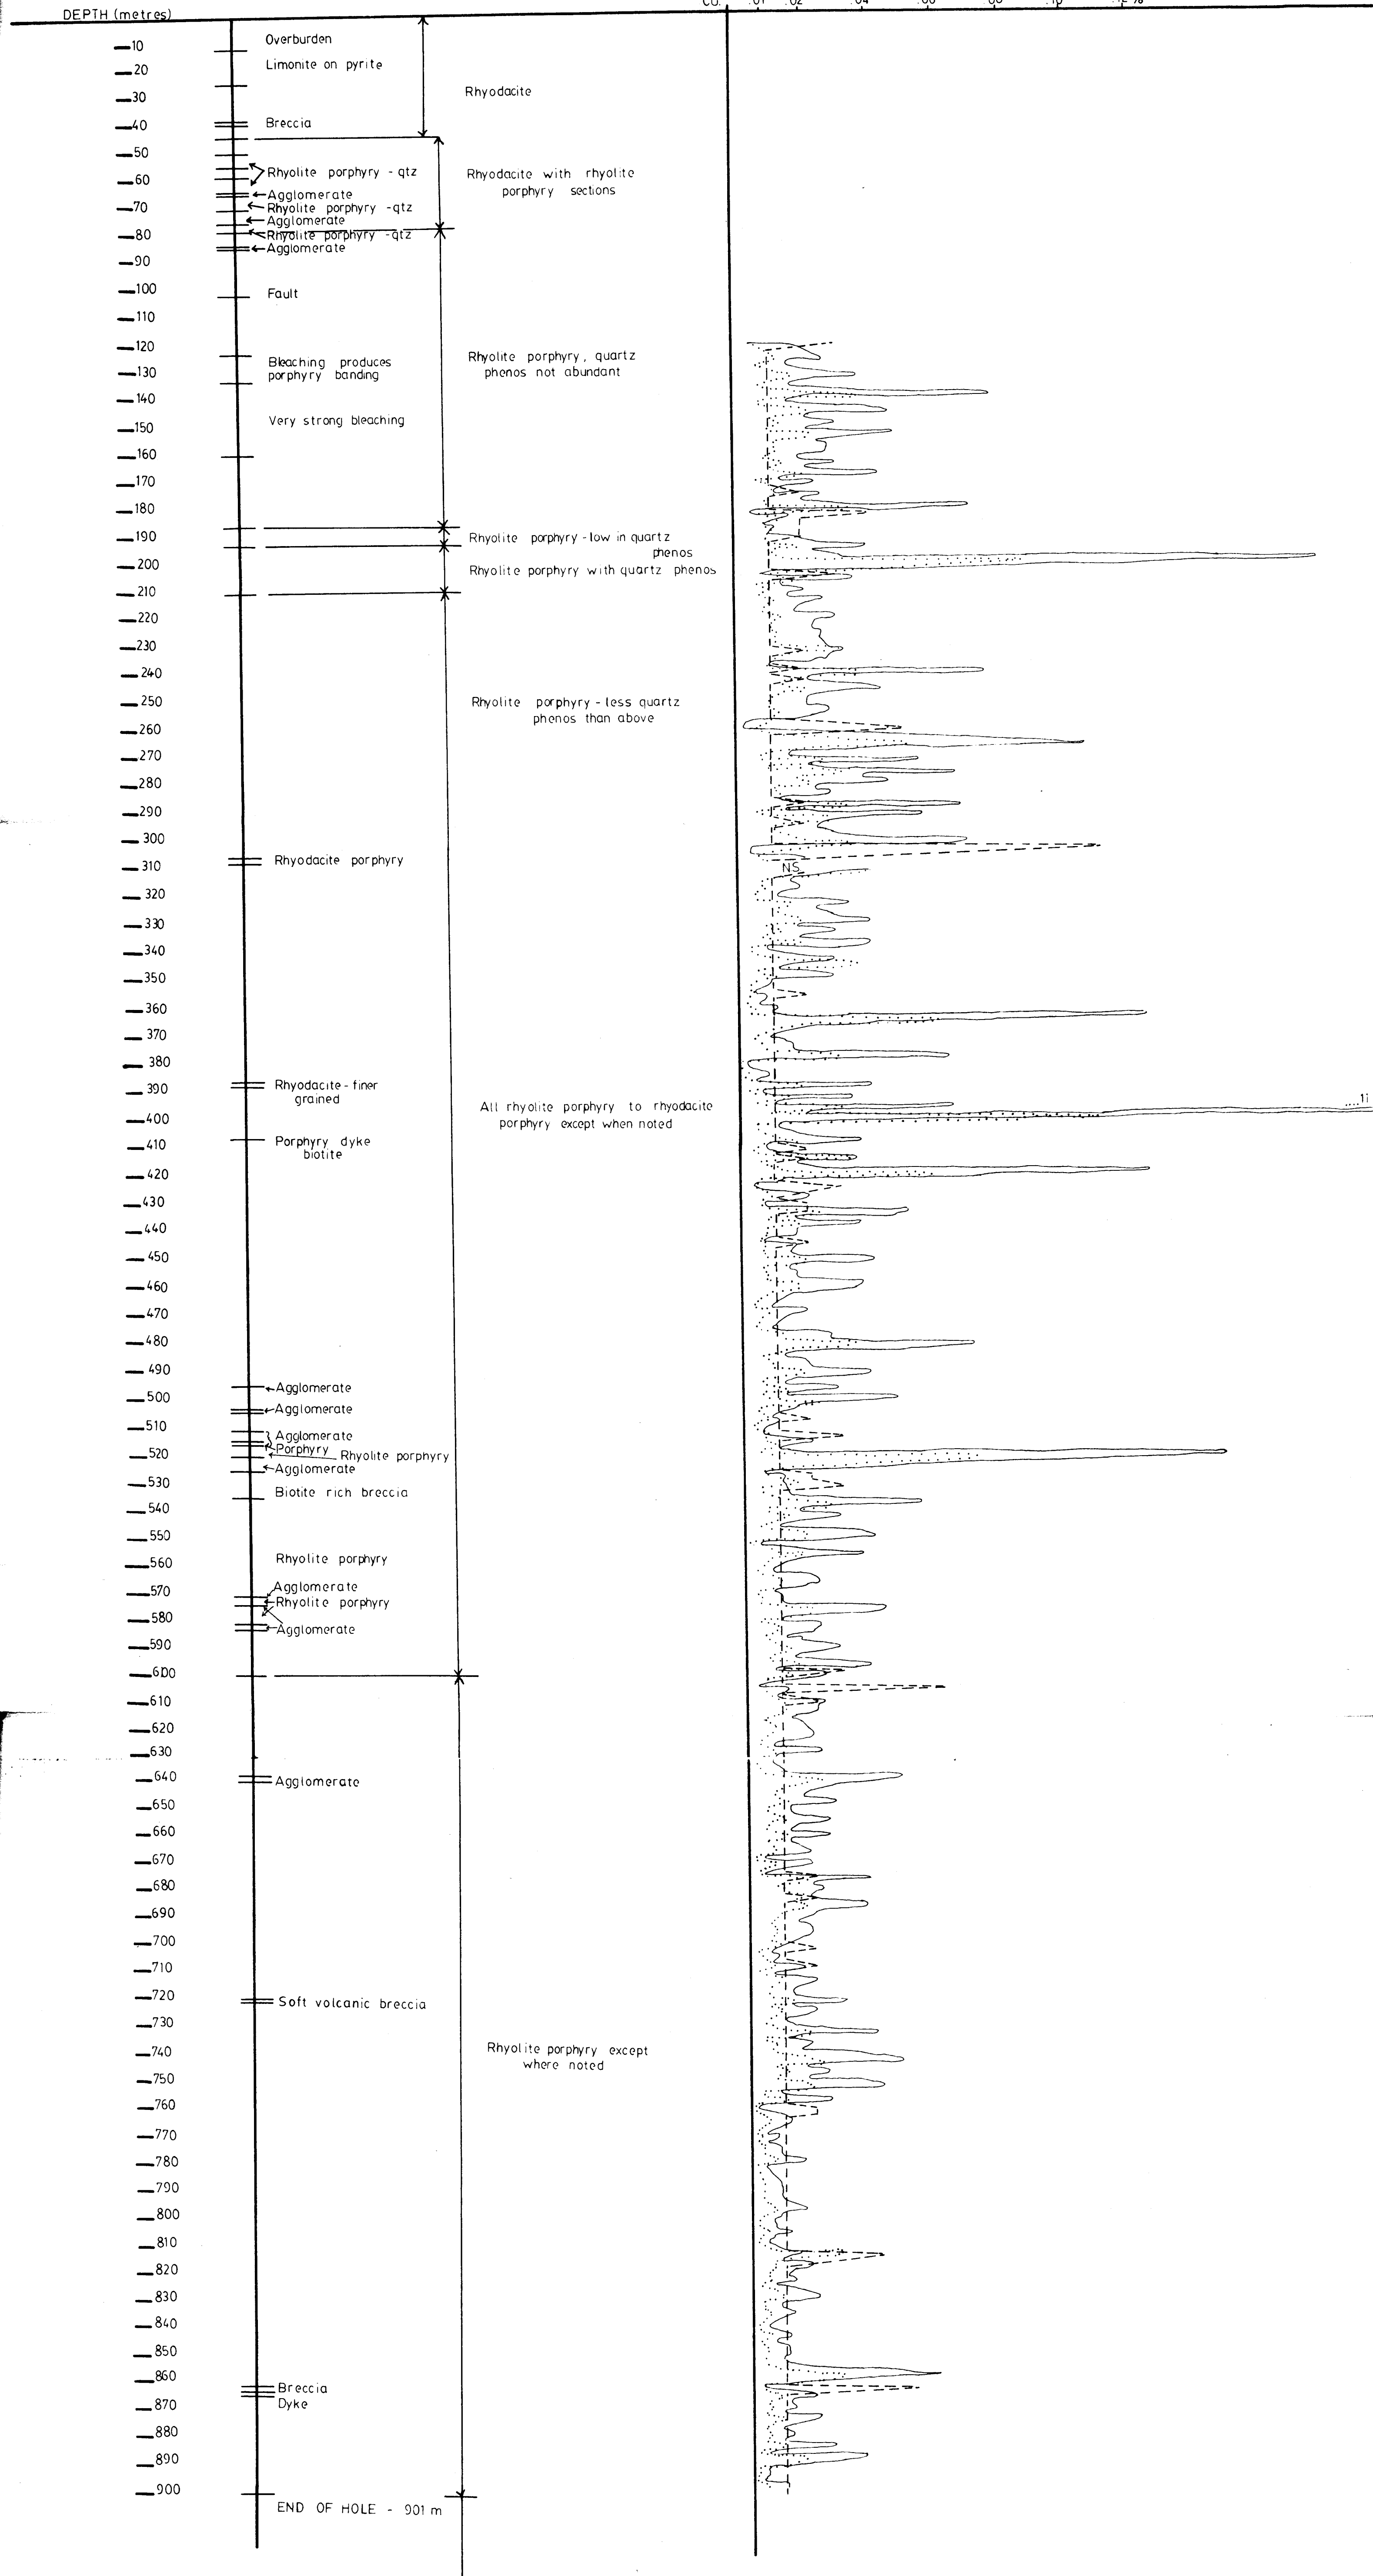 DEPTH (metres)
Cu.
.01 .02 .04 .06 .08 .10 .12 %
10
20
30
40
50
60
70
80
90
100
110
120
130
140
150
160
170
180
190
200
210
220
230
240
250
260
270
280
290
300
310
320
330
340
350
360
370
380
390
400
410
420
430
440
450
460
470
480
490
500
510
520
530
540
550
560
570
580
590
600
610
620
630
640
650
660
670
680
690
700
710
720
730
740
750
760
770
780
790
800
810
820
830
840
850
860
870
880
890
900
Overburden
Limonite on pyrite
Breccia
Rhyolite porphyry - qtz
Agglomerate
Rhyolite porphyry - qtz
Agglomerate
Rhyolite porphyry - qtz
Agglomerate
Fault
Bleaching produces
porphyry banding
Very strong bleaching
Rhyodacite porphyry
Rhyodacite - finer
grained
Porphyry dyke
biotite
Agglomerate
Agglomerate
Agglomerate
Porphyry
Rhyolite porphyry
Agglomerate
Biotite rich breccia
Rhyolite porphyry
Agglomerate
Rhyolite porphyry
Agglomerate
Agglomerate
Soft volcanic breccia
Breccia
Dyke
END OF HOLE - 901 m
Rhyodacite
Rhyodacite with rhyolite
porphyry sections
Rhyolite porphyry, quartz
phenos not abundant
Rhyolite porphyry - low in quartz
phenos
Rhyolite porphyry with quartz phenos
Rhyolite porphyry - less quartz
phenos than above
All rhyolite porphyry to rhyodacite
porphyry except when noted
Rhyolite porphyry except
where noted
NS